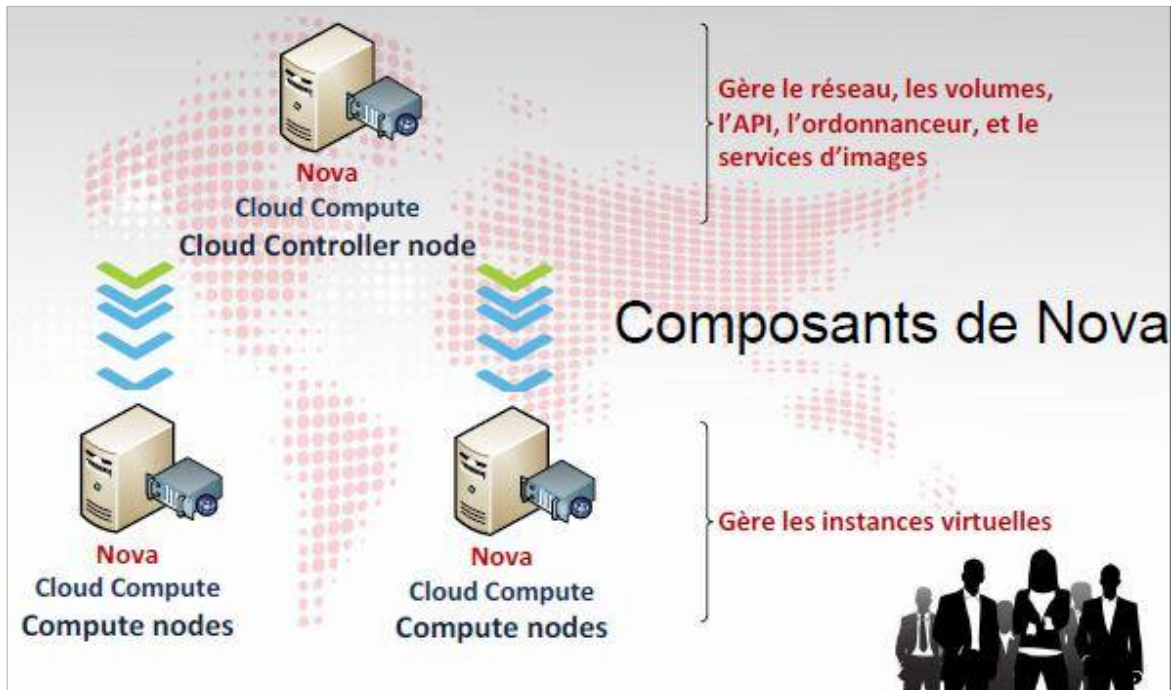 Nova
Cloud Compute
Cloud Controller node
Gère le réseau, les volumes,
l'API, l'ordonnanceur, et le
services d'images
Composants de Nova
Nova
Cloud Compute
Compute nodes
Nova
Cloud Compute
Compute nodes
Gère les instances virtuelles